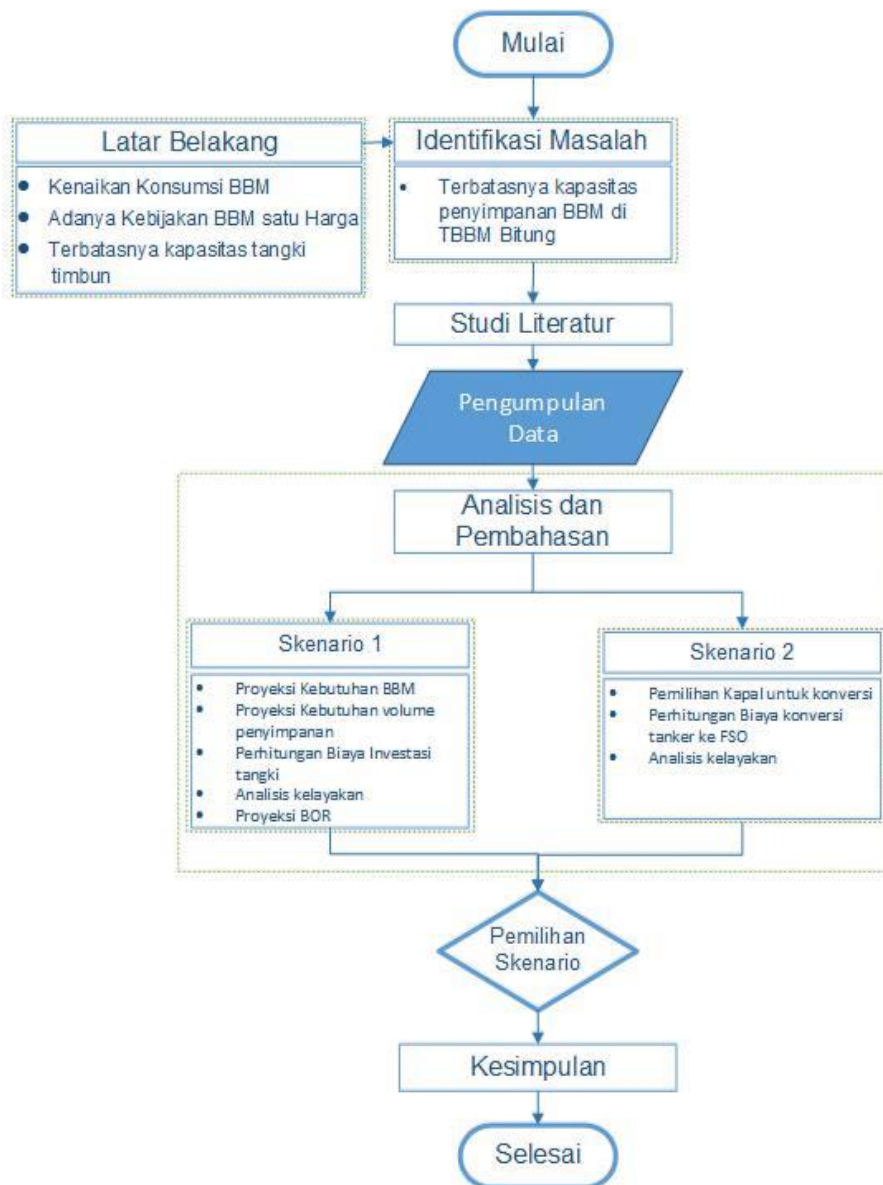 Mulai
Latar Belakang
• Kenaikan Konsumsi BBM
• Adanya Kebijakan BBM satu Harga
• Terbatasnya kapasitas tangki
timbun
Identifikasi Masalah
• Terbatasnya kapasitas
penyimpanan BBM di
TBBM Bitung
Studi Literatur
Pengumpulan
Data
Analisis dan
Pembahasan
Skenario 1
• Proyeksi Kebutuhan BBM
• Proyeksi Kebutuhan volume
penyimpanan
• Perhitungan Biaya Investasi
tangki
• Analisis kelayakan
• Proyeksi BOR
Skenario 2
• Pemilihan Kapal untuk konversi
• Perhitungan Biaya konversi
tanker ke FSO
• Analisis kelayakan
Pemilihan
Skenario
Kesimpulan
Selesai